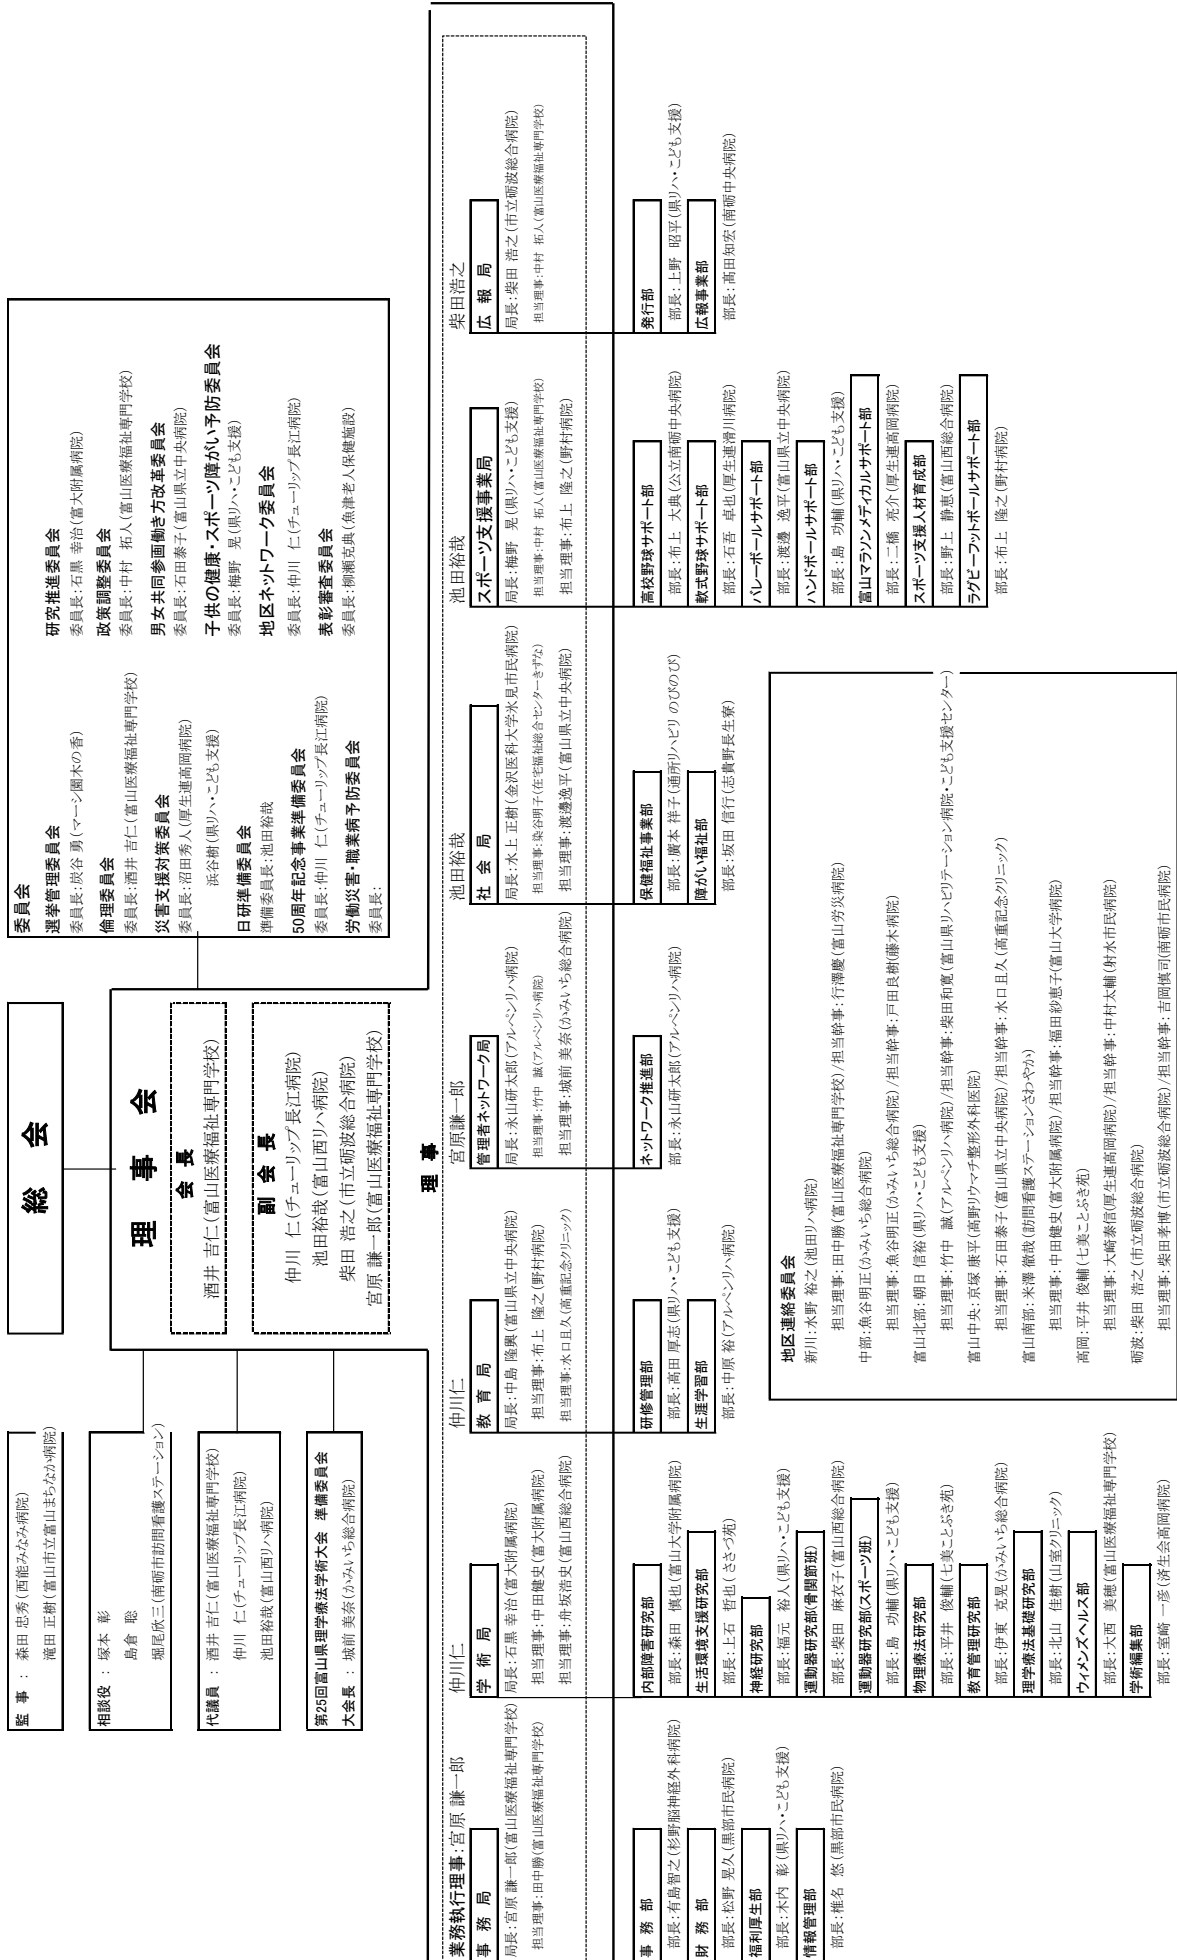 総　会
理　事　会
会 長
酒井 吉仁(富山医療福祉専門学校)
副 会 長
仲川　仁(チューリップ長江病院)
池田裕哉(富山西リハ病院)
柴田 浩之(市立砺波総合病院)
宮原 謙一郎(富山医療福祉専門学校)
監　事　：　森田 忠秀(西能みなみ病院)
滝田 正樹(富山市立富山まちなか病院)
相談役　：　塚本　彰
島倉　聡
堀尾欣三(南砺市訪問看護ステーション)
代議員　：　酒井 吉仁(富山医療福祉専門学校)
仲川　仁(チューリップ長江病院)
池田裕哉(富山西リハ病院)
第25回富山県理学療法学術大会　準備委員会
大会長　：　城前 美奈(かみいち総合病院)
委員会
選挙管理委員会
委員長：炭谷 勇(マーシ園木の香)
倫理委員会
委員長：酒井 吉仁(富山医療福祉専門学校)
災害支援対策委員会
委員長：沼田秀人(厚生連高岡病院)
浜谷樹(県リハ・こども支援)
日研準備委員会
準備委員長：池田裕哉
50周年記念事業準備委員会
委員長：仲川　仁(チューリップ長江病院)
労働災害・職業病予防委員会
委員長：
研究推進委員会
委員長：石黒 幸治(富大附属病院)
政策調整委員会
委員長：中村　拓人(富山医療福祉専門学校)
男女共同参画働き方改革委員会
委員長：石田泰子(富山県立中央病院)
子供の健康・スポーツ障がい予防委員会
委員長：梅野　晃(県リハ・こども支援)
地区ネットワーク委員会
委員長：仲川　仁(チューリップ長江病院)
表彰審査委員会
委員長：柳瀬克典(魚津老人保健施設)
理　事
業務執行理事：宮原 謙一郎
事　務　局
局長：宮原 謙一郎(富山医療福祉専門学校)
担当理事：田中勝(富山医療福祉専門学校)
事　務　部
部長：有島智之(杉野脳神経外科病院)
財　務　部
部長：松野 晃久(黒部市民病院)
福利厚生部
部長：木内　彰(県リハ・こども支援)
情報管理部
部長：椎名　悠(黒部市民病院)
仲川仁
学　術　局
局長：石黒 幸治(富大附属病院)
担当理事：中田健史(富大附属病院)
担当理事：舟坂浩史(富山西総合病院)
内部障害研究部
部長：森田　慎也(富山大学附属病院)
生活環境支援研究部
部長：上石　哲也(ささづ苑)
神経研究部
部長：福元　裕人(県リハ・こども支援)
運動器研究部(骨関節班)
部長：柴田　麻衣子(富山西総合病院)
運動器研究部(スポーツ班)
部長：島　功輔(県リハ・こども支援)
物理療法研究部
部長：平井　俊輔(七美ことぶき苑)
教育管理研究部
部長：伊東　克晃(かみいち総合病院)
理学療法基礎研究部
部長：北山　佳樹(山室クリニック)
ウィメンズヘルス部
部長：大西　美穂(富山医療福祉専門学校)
学術編集部
部長：室崎 一彦(済生会高岡病院)
仲川仁
教　育　局
局長：中島 隆興(富山県立中央病院)
担当理事：布上　隆之(野村病院)
担当理事：水口且久(高重記念クリニック)
研修管理部
部長：高田 厚志(県リハ・こども支援)
生涯学習部
部長：中原 裕(アルペンリハ病院)
宮原謙一郎
管理者ネットワーク局
局長：永山研太郎(アルペンリハ病院)
担当理事：竹中　誠(アルペンリハ病院)
担当理事：城前 美奈(かみいち総合病院)
ネットワーク推進部
部長：永山研太郎(アルペンリハ病院)
池田裕哉
社　会　局
局長：水上 正樹(金沢医科大学氷見市民病院)
担当理事：染谷明子(在宅福祉総合センターきずな)
担当理事：渡邊逸平(富山県立中央病院)
保健福祉事業部
部長：廣本 祥子(通所リハビリ のびのび)
障がい福祉部
部長：坂田 信行(志貴野長生寮)
池田裕哉
スポーツ支援事業局
局長：梅野　晃(県リハ・こども支援)
担当理事：中村　拓人(富山医療福祉専門学校)
担当理事：布上　隆之(野村病院)
高校野球サポート部
部長：布上　大典(公立南砺中央病院)
軟式野球サポート部
部長：石吾　卓也(厚生連滑川病院)
バレーボールサポート部
部長：渡邊　逸平(富山県立中央病院)
ハンドボールサポート部
部長：島　功輔(県リハ・こども支援)
富山マラソンメディカルサポート部
部長：二橋　亮介(厚生連高岡病院)
スポーツ支援人材育成部
部長：野上　静恵(富山西総合病院)
ラグビーフットボールサポート部
部長：布上　隆之(野村病院)
柴田浩之
広　報　局
局長：柴田　浩之(市立砺波総合病院)
担当理事：中村　拓人(富山医療福祉専門学校)
発行部
部長：上野　昭平(県リハ・こども支援)
広報事業部
部長：髙田知宏(南砺中央病院)
地区連絡委員会
新川：水野 裕之(池田リハ病院)
担当理事：田中勝(富山医療福祉専門学校)/担当幹事：行澤慶(富山労災病院)
中部：魚谷明正(かみいち総合病院)
担当理事：魚谷明正(かみいち総合病院)/担当幹事：戸田良樹(藤木病院)
富山北部：朝日 信裕(県リハ・こども支援)
担当理事：竹中　誠(アルペンリハ病院)/担当幹事：柴田和寛(富山県リハビリテーション病院・こども支援センター)
富山中央：京塚 康平(高野リウマチ整形外科医院)
担当理事：石田泰子(富山県立中央病院)/担当幹事：水口且久(高重記念クリニック)
富山南部：米澤 徹哉(訪問看護ステーションさわやか)
担当理事：中田健史(富大附属病院)/担当幹事：福田紗恵子(富山大学病院)
高岡：平井 俊輔(七美ことぶき苑)
担当理事：大崎泰信(厚生連高岡病院)/担当幹事：中村太輔(射水市民病院)
砺波：柴田 浩之(市立砺波総合病院)
担当理事：柴田孝博(市立砺波総合病院)/担当幹事：吉岡慎司(南砺市民病院)